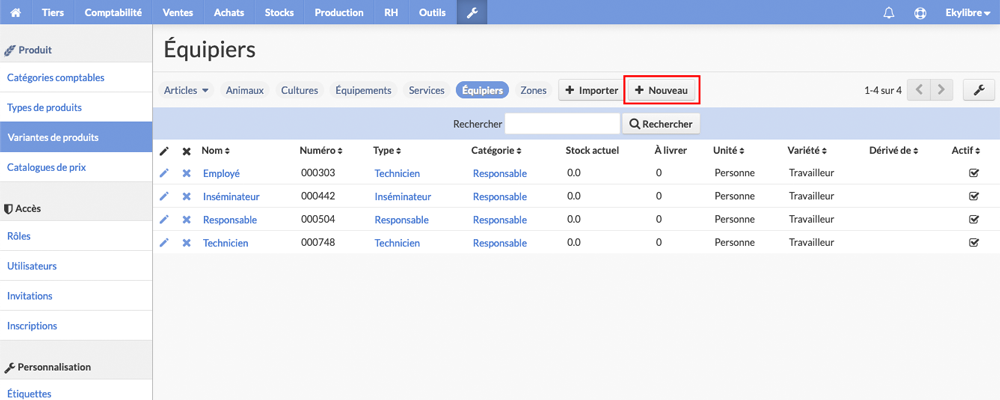 Tiers Comptabilité Ventes Achats Stocks Production RH Outils Ekylibre
Produit
Catégories comptables
Types de produits
Variantes de produits
Catalogues de prix
Accès
Rôles
Utilisateurs
Invitations
Inscriptions
Personnalisation
Étiquettes
Équipiers
Articles Animaux Cultures Équipements Services Équipiers Zones Importer Nouveau 1-4 sur 4
Rechercher Rechercher
Nom Numéro Type Catégorie Stock actuel À livrer Unité Variété Dérivé de Actif
Employé 000303 Technicien Responsable 0.0 0 Personne Travailleur
Inséminateur 000442 Inséminateur Responsable 0.0 0 Personne Travailleur
Responsable 000504 Responsable Responsable 0.0 0 Personne Travailleur
Technicien 000748 Technicien Responsable 0.0 0 Personne Travailleur